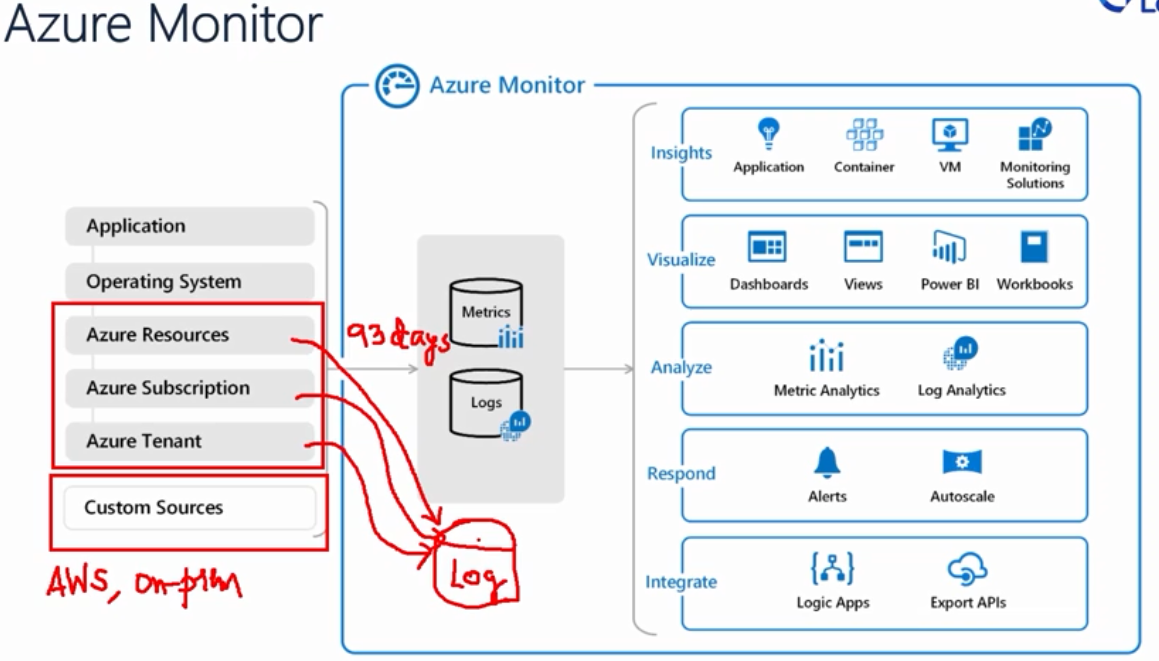 Azure Monitor
Azure Monitor
Application
Operating System
Azure Resources
Azure Subscription
Azure Tenant
Custom Sources
AWS, on-prem
93 days
Metrics
Logs
Log
Insights
Application
Container
VM
Monitoring
Solutions
Visualize
Dashboards
Views
Power BI
Workbooks
Analyze
Metric Analytics
Log Analytics
Respond
Alerts
Autoscale
Integrate
Logic Apps
Export APIs